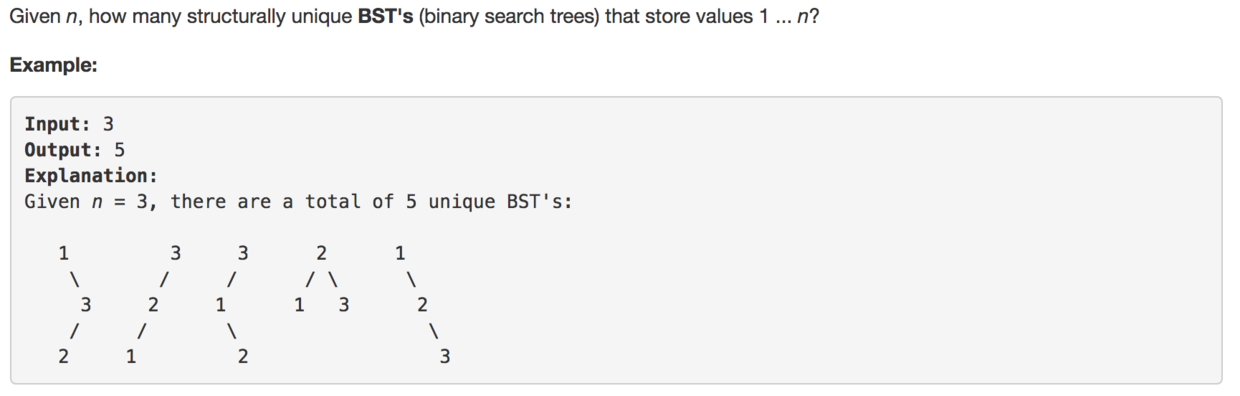 Given n, how many structurally unique BST's (binary search trees) that store values 1 ... n?
Example:
Input: 3
Output: 5
Explanation:
Given n = 3, there are a total of 5 unique BST's:
   1         3     3      2      1
    \       /     /      / \      \
     3     2     1      1   3      2
    /     /       \                 \
   2     1         2                 3